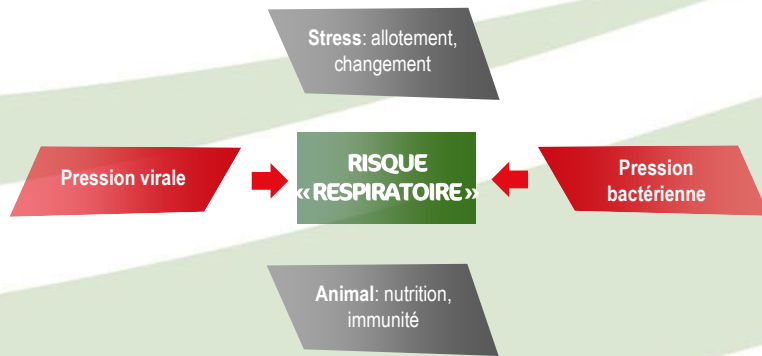 Stress: allotement,
changement
Pression virale
RISQUE
« RESPIRATOIRE »
Pression
bactérienne
Animal: nutrition,
immunité